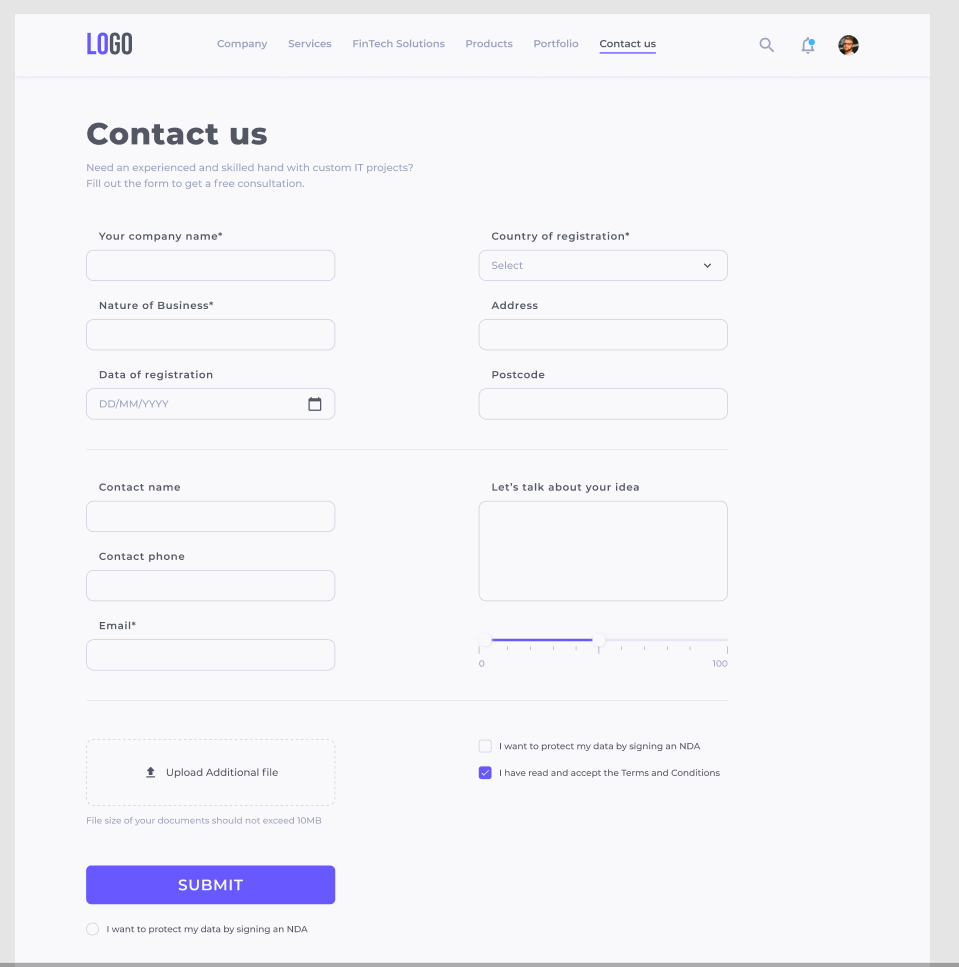 LOGO
Company Services FinTech Solutions Products Portfolio Contact us
Contact us
Need an experienced and skilled hand with custom IT projects?
Fill out the form to get a free consultation.
Your company name*
Country of registration*
Select
Nature of Business*
Address
Data of registration
DD/MM/YYYY
Postcode
Contact name
Let's talk about your idea
Contact phone
Email*
0 100
Upload Additional file
File size of your documents should not exceed 10MB
I want to protect my data by signing an NDA
I have read and accept the Terms and Conditions
SUBMIT
I want to protect my data by signing an NDA